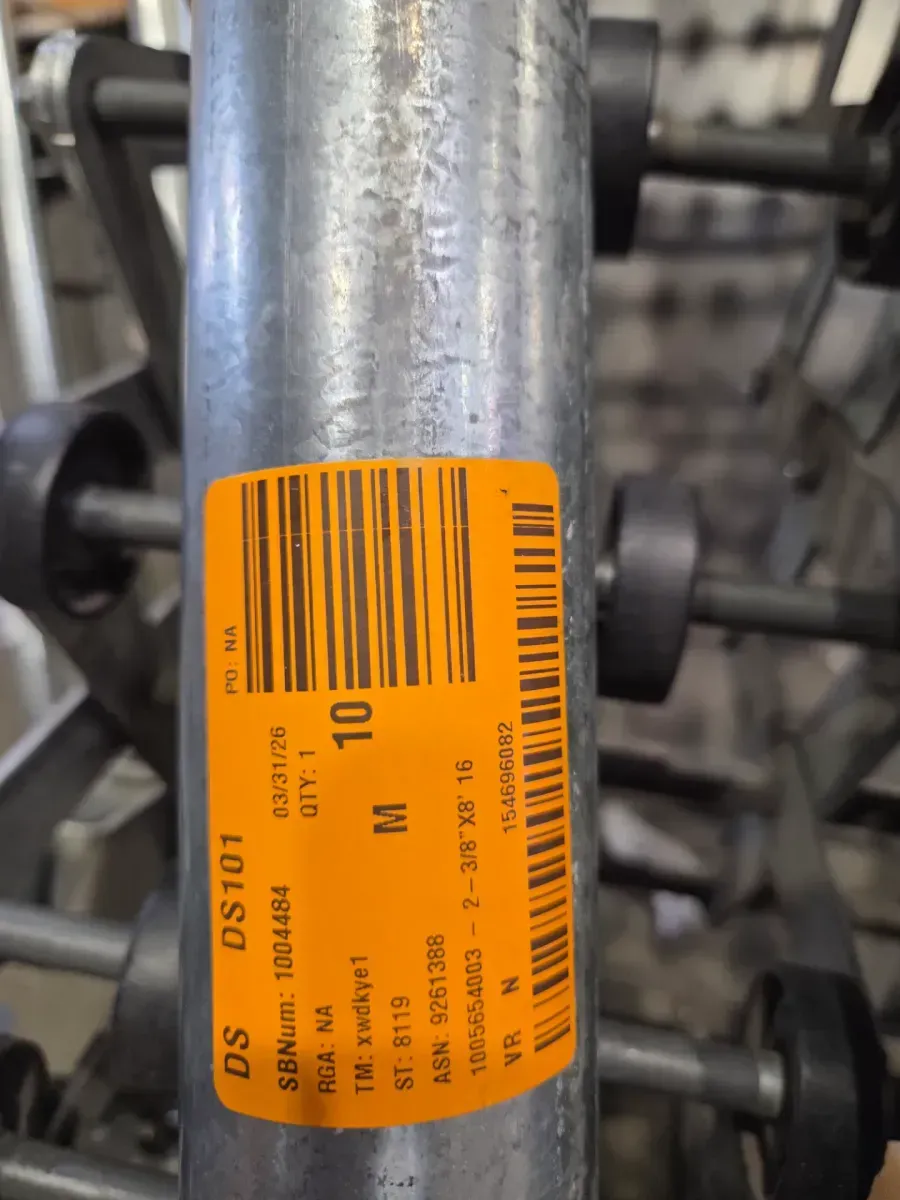 PO: NA
DS DS101
03/31/26
SBNum: 1004484
QTY: 1
RGA: NA
10
TM: xwdkye1
M
ST: 8119
ASN: 9261388
1005654003 - 2-3/8"X8' 16
154696082
VR N